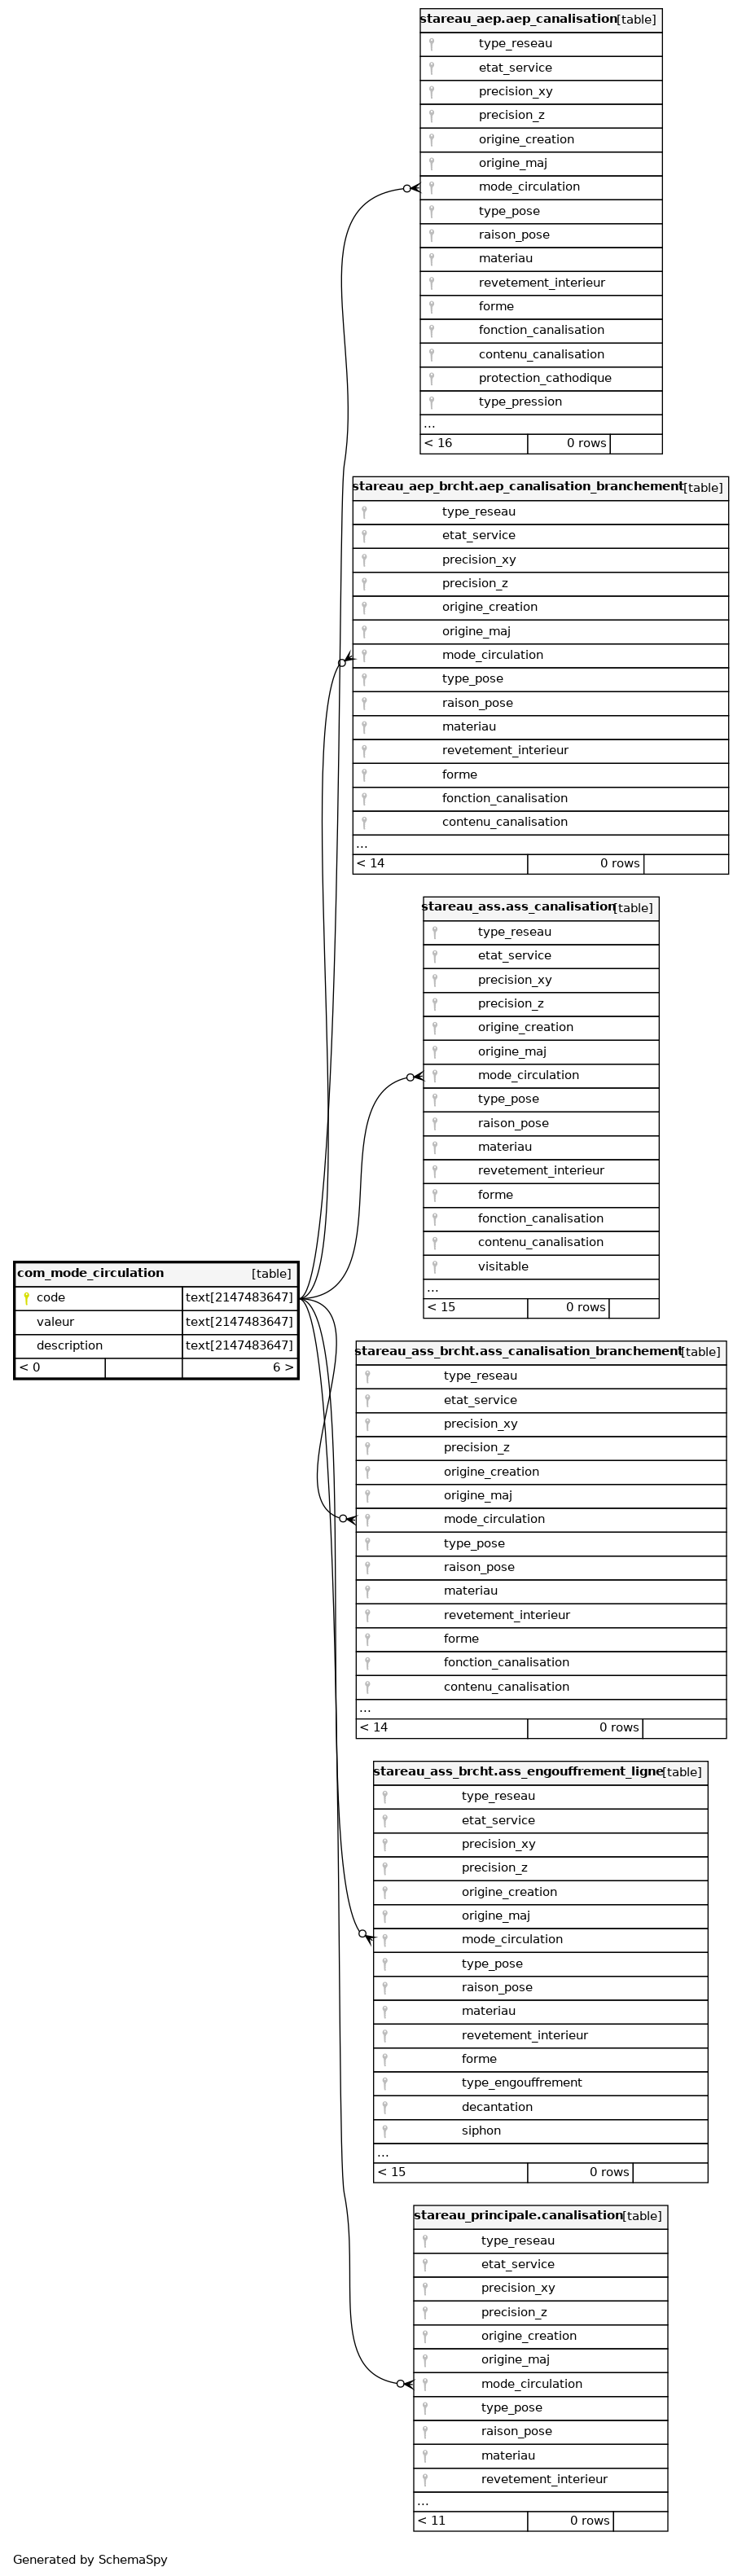 stareau_aep.aep_canalisation [table]
type_reseau
etat_service
precision_xy
precision_z
origine_creation
origine_maj
mode_circulation
type_pose
raison_pose
materiau
revetement_interieur
forme
fonction_canalisation
contenu_canalisation
protection_cathodique
type_pression
...
< 16 0 rows
stareau_aep_brcht.aep_canalisation_branchement [table]
type_reseau
etat_service
precision_xy
precision_z
origine_creation
origine_maj
mode_circulation
type_pose
raison_pose
materiau
revetement_interieur
forme
fonction_canalisation
contenu_canalisation
...
< 14 0 rows
stareau_ass.ass_canalisation [table]
type_reseau
etat_service
precision_xy
precision_z
origine_creation
origine_maj
mode_circulation
type_pose
raison_pose
materiau
revetement_interieur
forme
fonction_canalisation
contenu_canalisation
visitable
...
< 15 0 rows
com_mode_circulation [table]
code text[2147483647]
valeur text[2147483647]
description text[2147483647]
< 0 6 >
stareau_ass_brcht.ass_canalisation_branchement [table]
type_reseau
etat_service
precision_xy
precision_z
origine_creation
origine_maj
mode_circulation
type_pose
raison_pose
materiau
revetement_interieur
forme
fonction_canalisation
contenu_canalisation
...
< 14 0 rows
stareau_ass_brcht.ass_engouffrement_ligne [table]
type_reseau
etat_service
precision_xy
precision_z
origine_creation
origine_maj
mode_circulation
type_pose
raison_pose
materiau
revetement_interieur
forme
type_engouffrement
decantation
siphon
...
< 15 0 rows
stareau_principale.canalisation [table]
type_reseau
etat_service
precision_xy
precision_z
origine_creation
origine_maj
mode_circulation
type_pose
raison_pose
materiau
revetement_interieur
...
< 11 0 rows
Generated by SchemaSpy